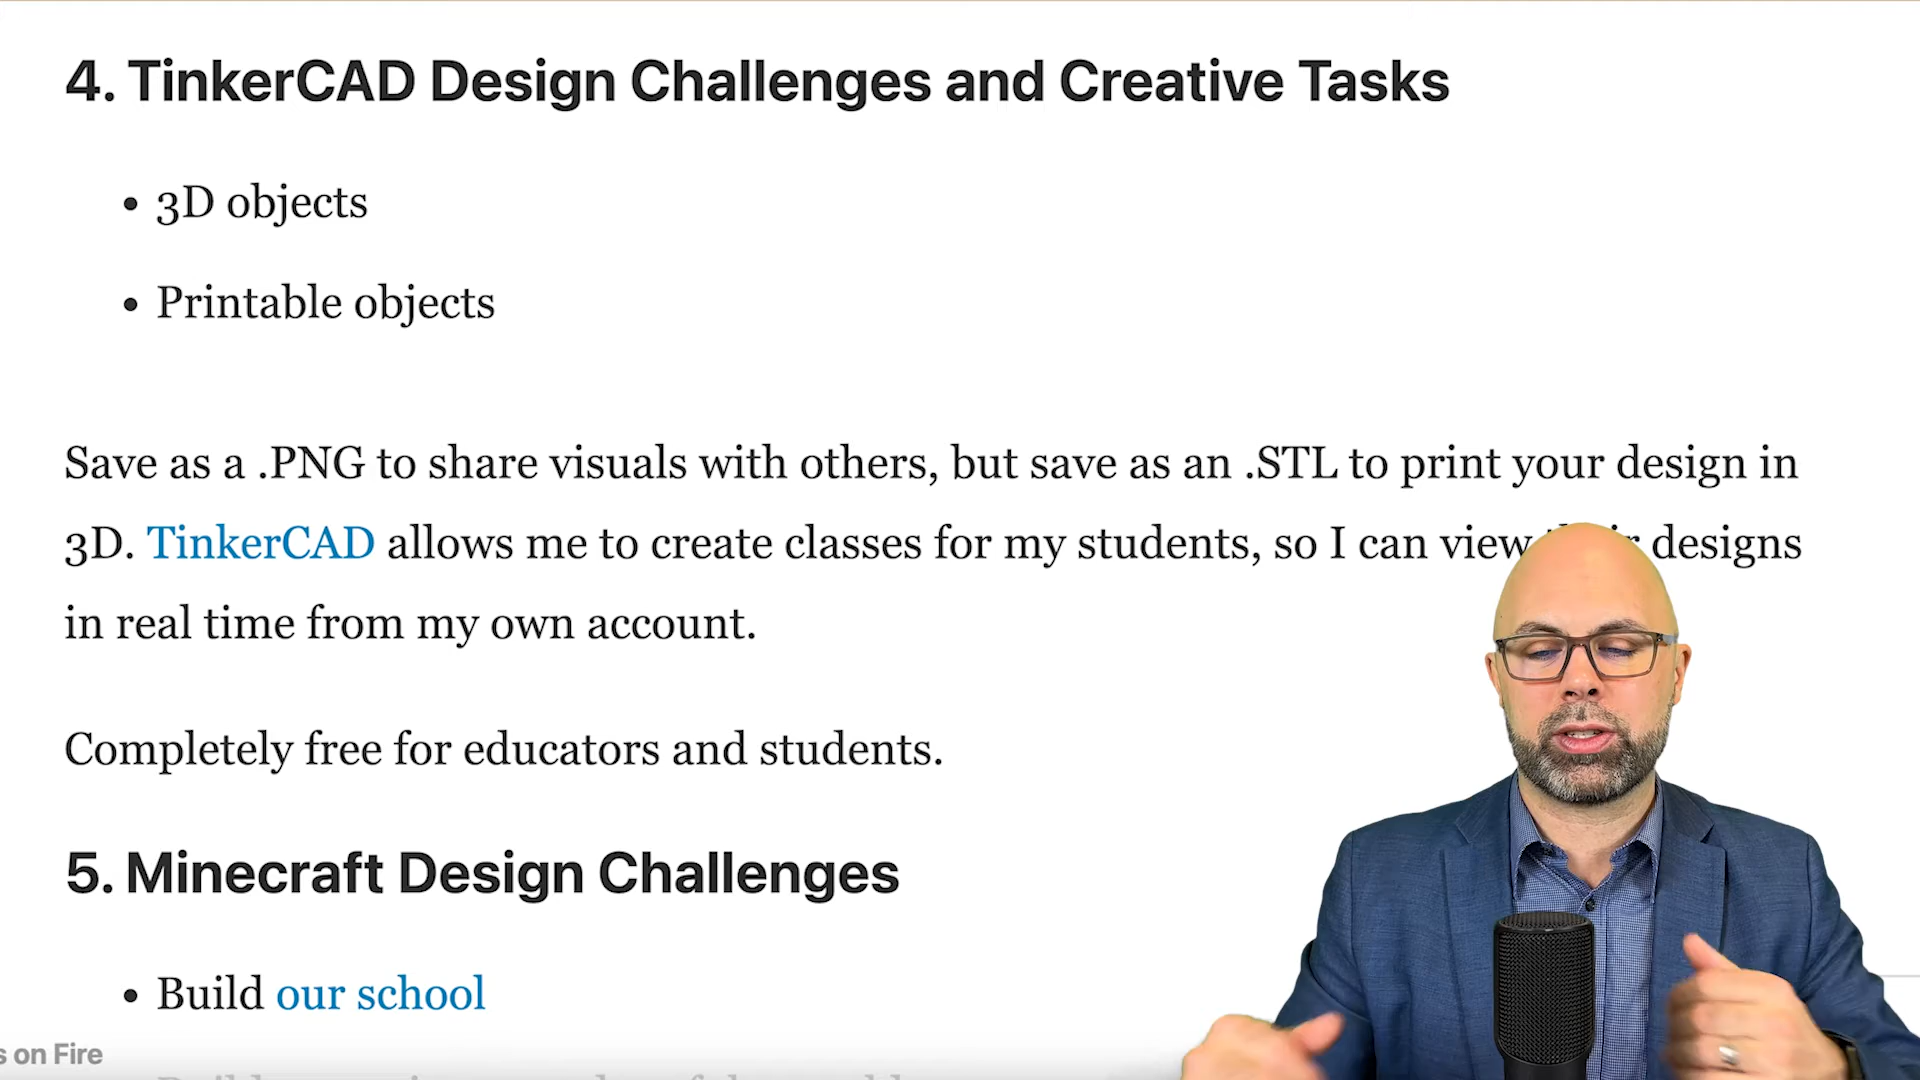 4. TinkerCAD Design Challenges and Creative Tasks
• 3D objects
• Printable objects
Save as a .PNG to share visuals with others, but save as an .STL to print your design in
3D. TinkerCAD allows me to create classes for my students, so I can view designs
in real time from my own account.
Completely free for educators and students.
5. Minecraft Design Challenges
• Build our school
s on Fire